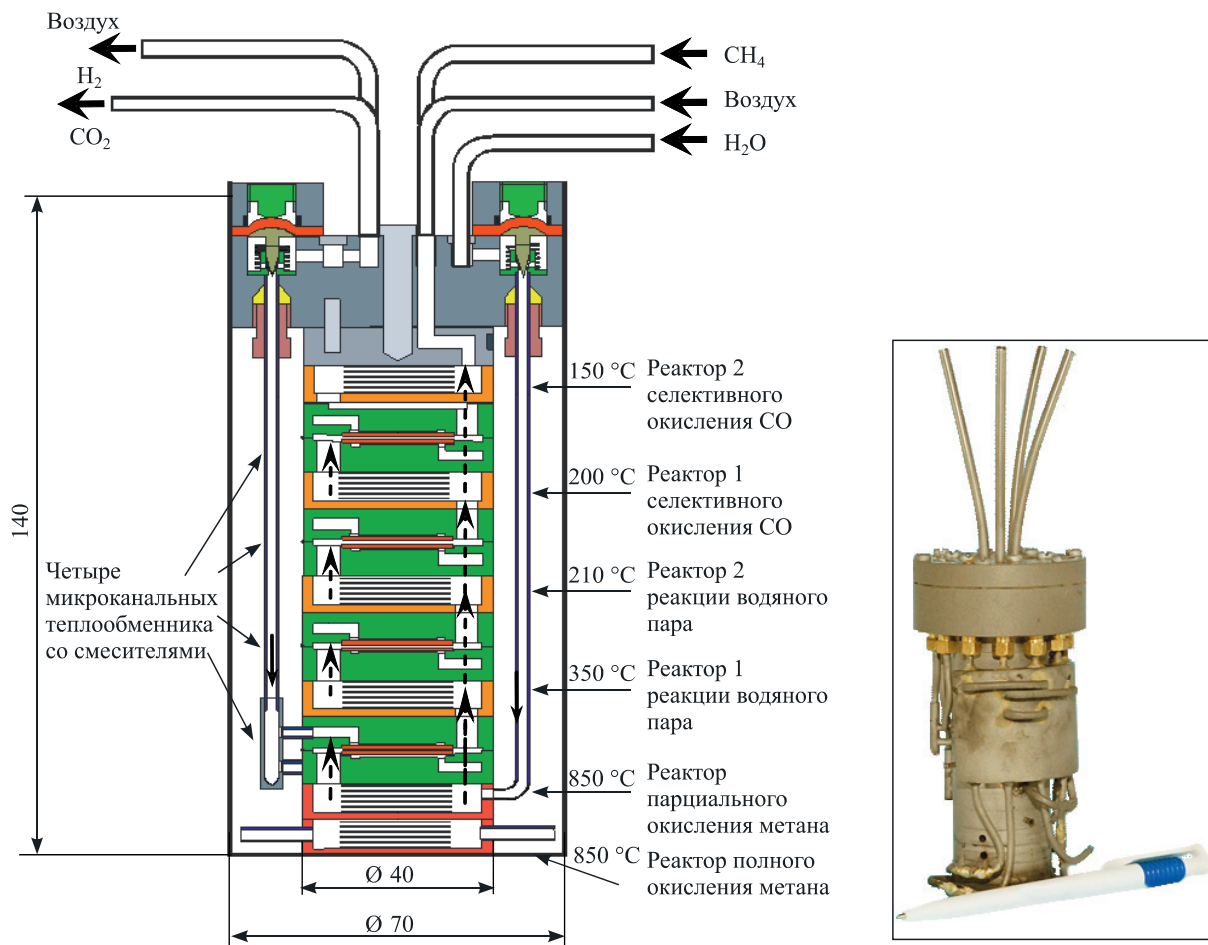 Воздух
H₂
CO₂
CH₄
Воздух
H₂O
140
Четыре
микроканальных
теплообменника
со смесителями
150 °C
Реактор 2
селективного
окисления CO
200 °C
Реактор 1
селективного
окисления CO
210 °C
Реактор 2
реакции водяного
пара
350 °C
Реактор 1
реакции водяного
пара
850 °C
Реактор
парциального
окисления метана
850 °C
Реактор полного
окисления метана
Ø 40
Ø 70